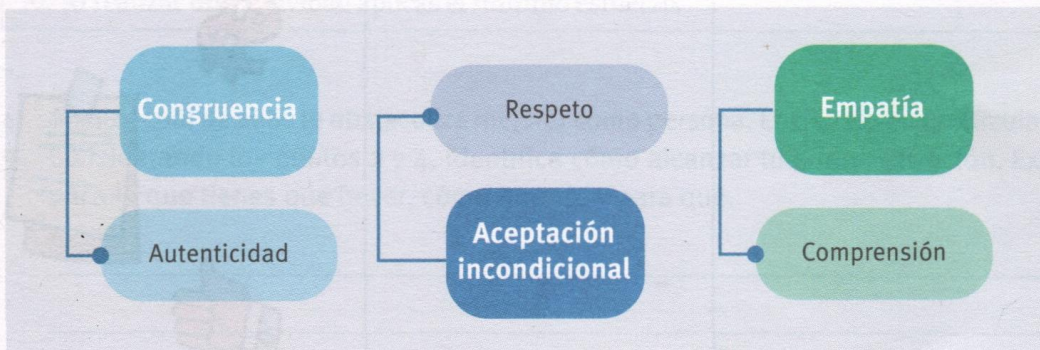 Congruencia
Autenticidad
Respeto
Aceptación
incondicional
Empatía
Comprensión